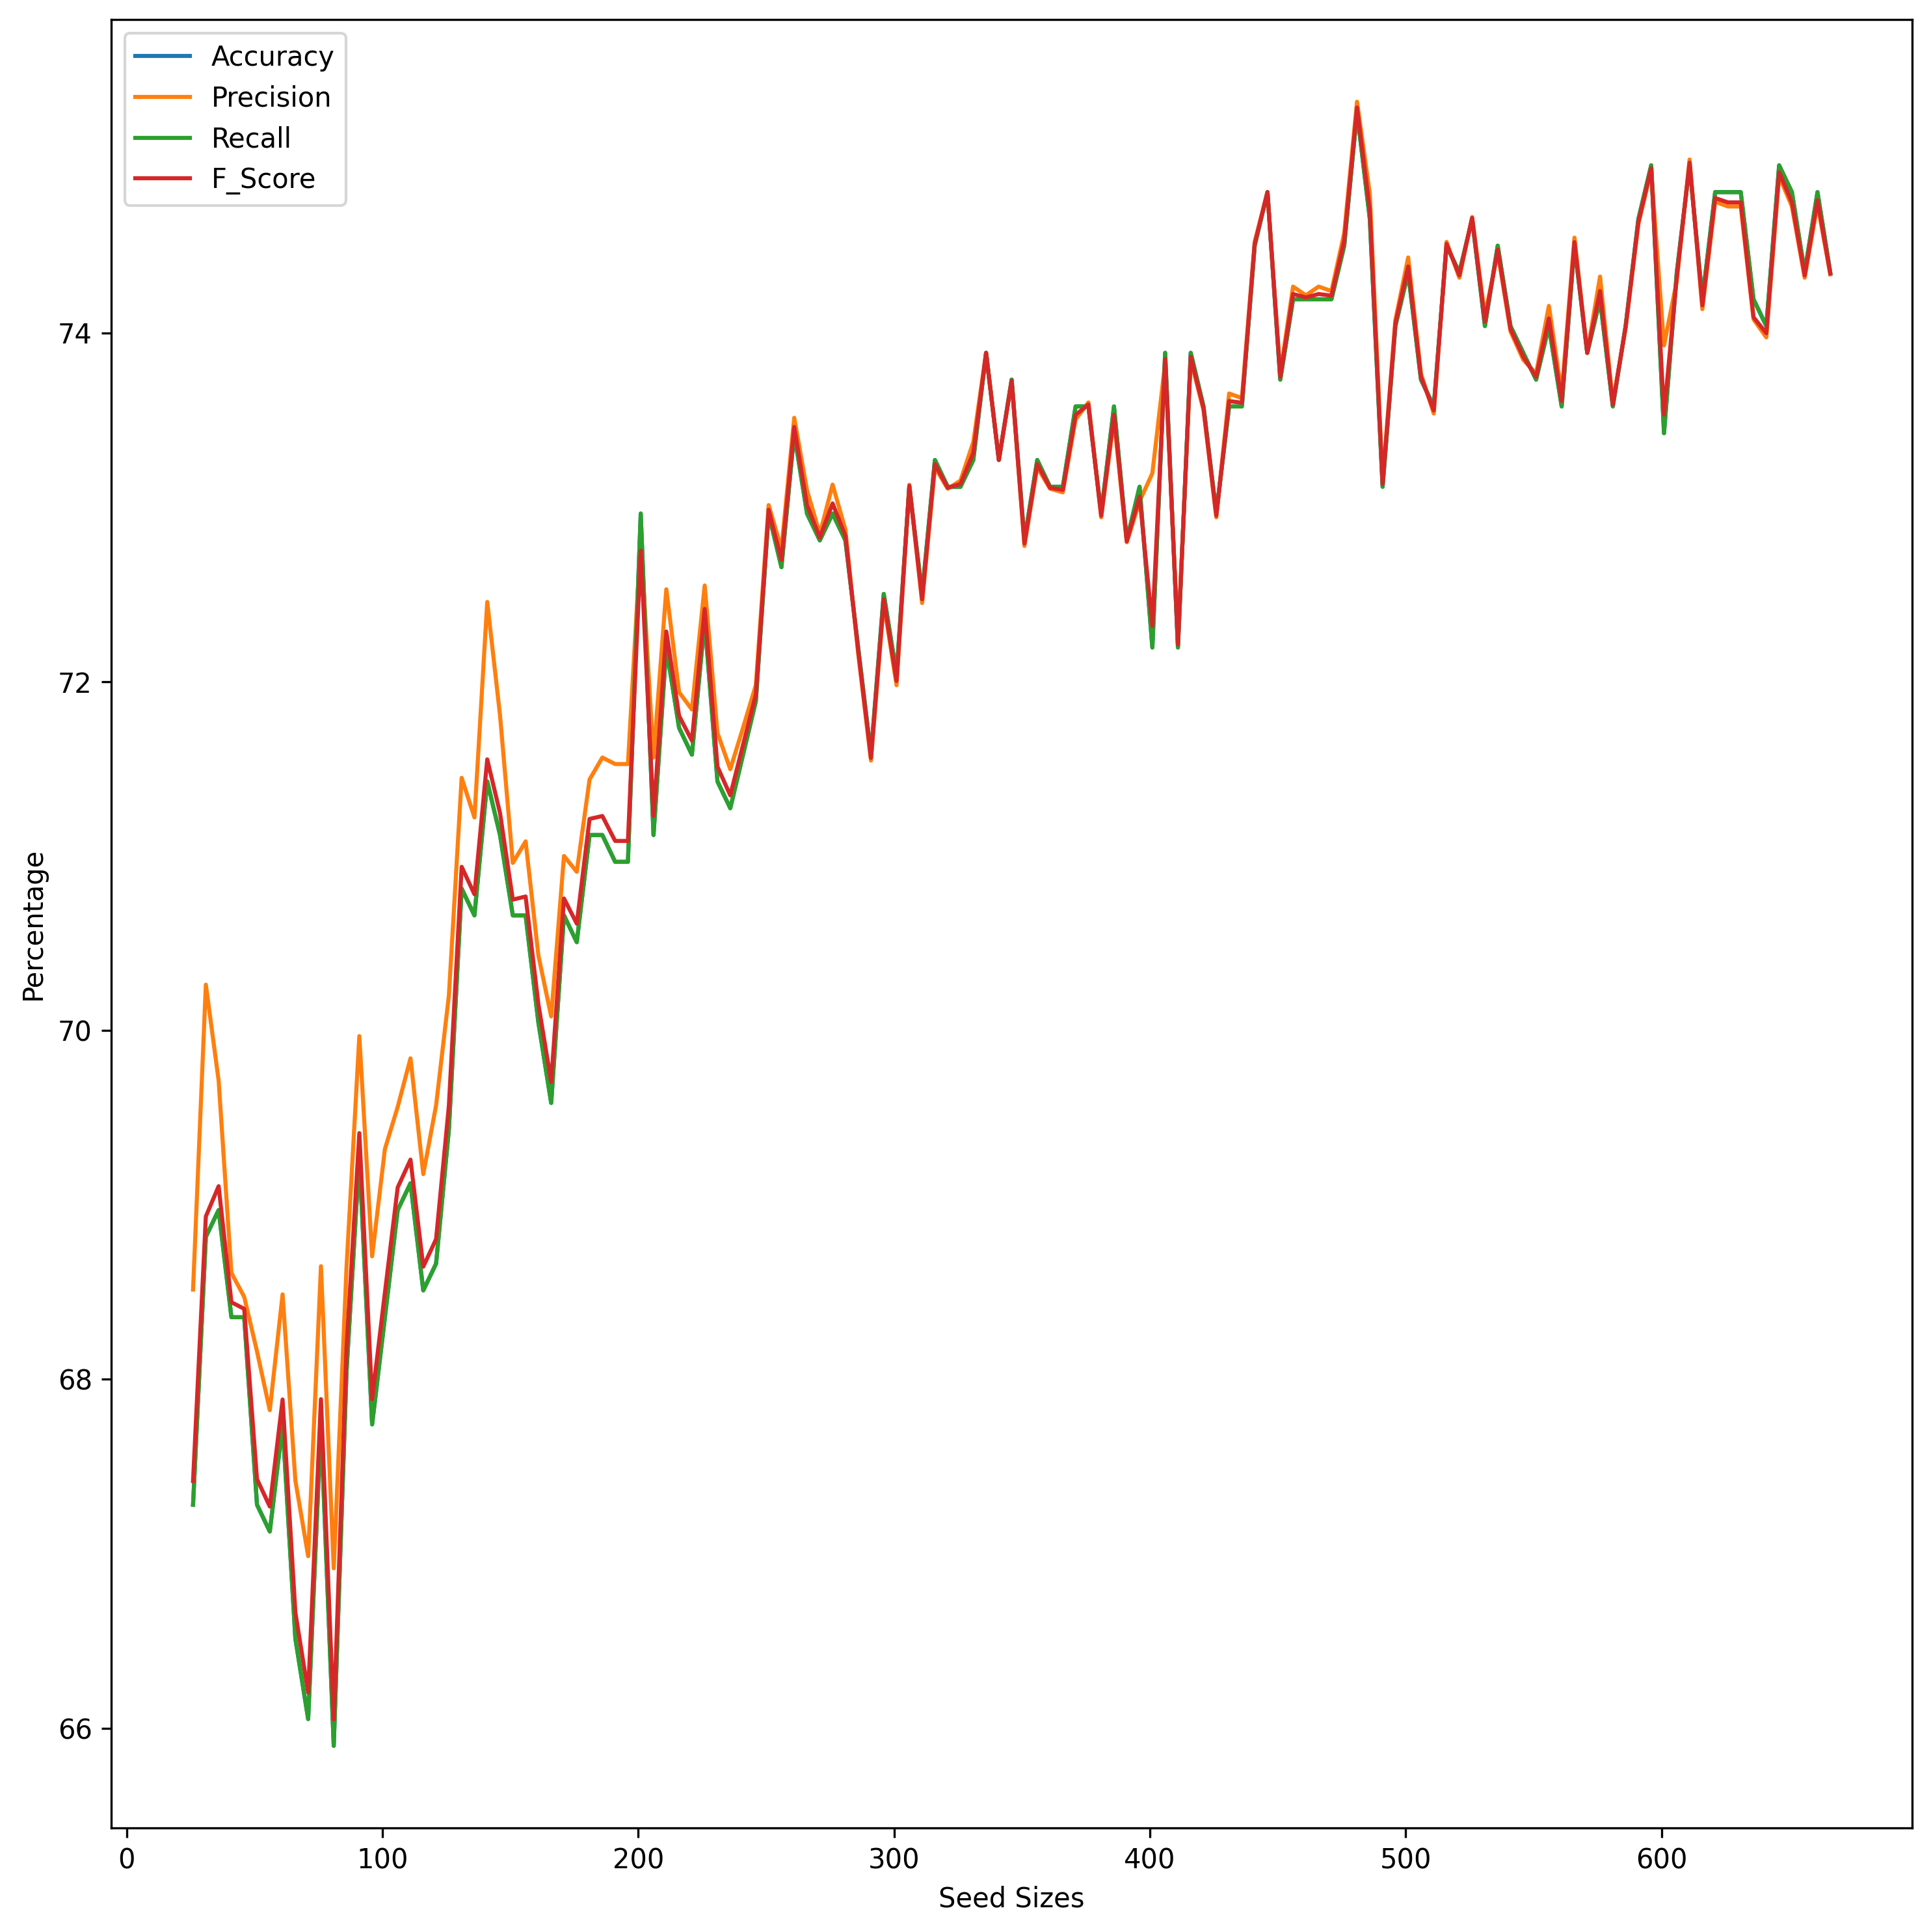 Accuracy
Precision
Recall
F_Score
74
72
70
68
66
Percentage
0 100 200 300 400 500 600
Seed Sizes